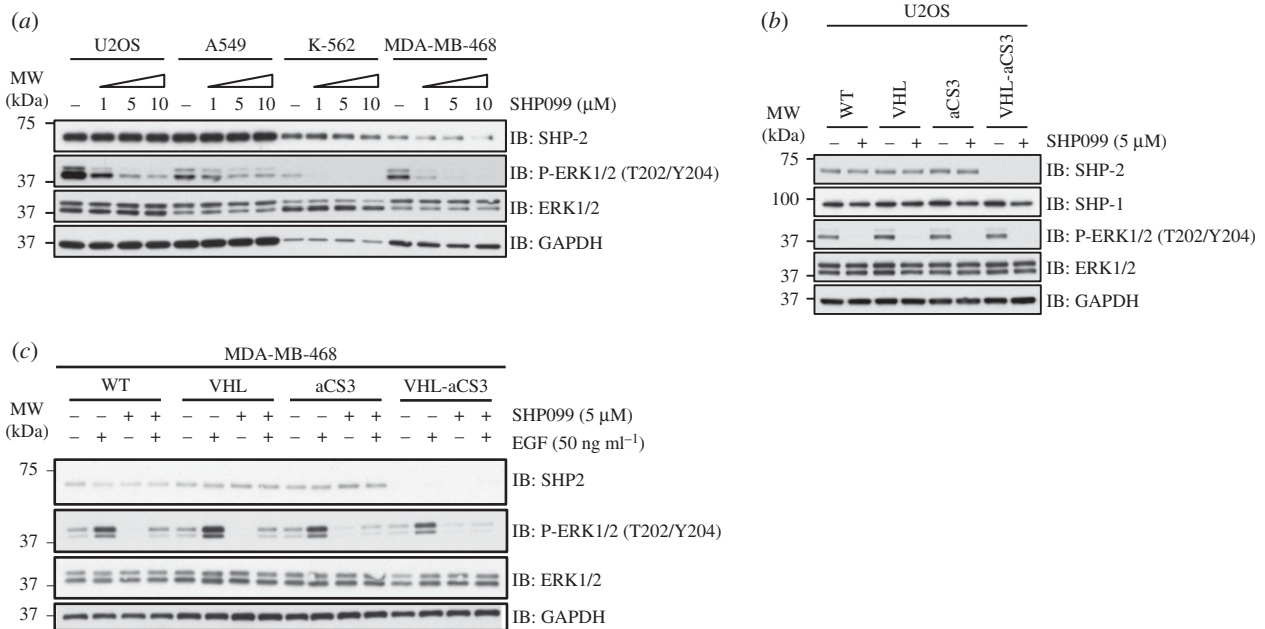 (a)
U2OS A549 K-562 MDA-MB-468
MW
(kDa)
– 1 5 10 – 1 5 10 – 1 5 10 – 1 5 10 SHP099 (µM)
75
IB: SHP-2
37
IB: P-ERK1/2 (T202/Y204)
37
IB: ERK1/2
37
IB: GAPDH
(b)
U2OS
WT VHL aCS3 VHL-aCS3
MW
(kDa)
– + – + – + – + SHP099 (5 µM)
75
IB: SHP-2
100
IB: SHP-1
37
IB: P-ERK1/2 (T202/Y204)
37
IB: ERK1/2
37
IB: GAPDH
(c)
MDA-MB-468
WT VHL aCS3 VHL-aCS3
MW
(kDa)
– – + + – – + + – – + + – – + + SHP099 (5 µM)
– + – + – + – + – + – + – + – + EGF (50 ng ml⁻¹)
75
IB: SHP2
37
IB: P-ERK1/2 (T202/Y204)
37
IB: ERK1/2
37
IB: GAPDH